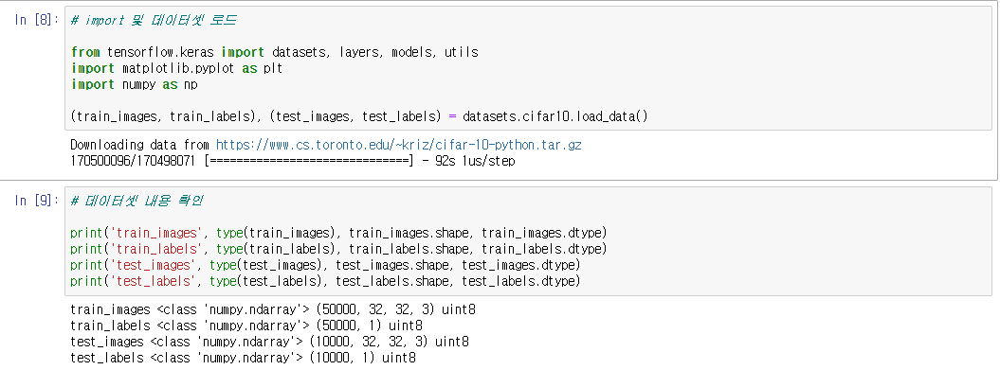 In [8]: # import 및 데이터셋 로드
from tensorflow.keras import datasets, layers, models, utils
import matplotlib.pyplot as plt
import numpy as np
(train_images, train_labels), (test_images, test_labels) = datasets.cifar10.load_data()
Downloading data from https://www.cs.toronto.edu/~kriz/cifar-10-python.tar.gz
170500096/170498071 [==============================] - 92s 1us/step
In [9]: # 데이터셋 내용 확인
print('train_images', type(train_images), train_images.shape, train_images.dtype)
print('train_labels', type(train_labels), train_labels.shape, train_labels.dtype)
print('test_images', type(test_images), test_images.shape, test_images.dtype)
print('test_labels', type(test_labels), test_labels.shape, test_labels.dtype)
train_images <class 'numpy.ndarray'> (50000, 32, 32, 3) uint8
train_labels <class 'numpy.ndarray'> (50000, 1) uint8
test_images <class 'numpy.ndarray'> (10000, 32, 32, 3) uint8
test_labels <class 'numpy.ndarray'> (10000, 1) uint8